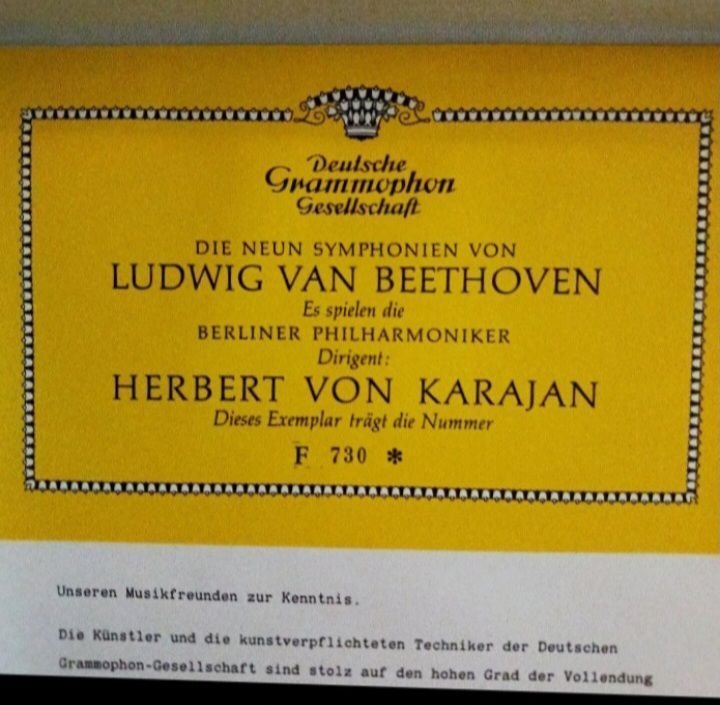 Deutsche
Grammophon
Gesellschaft
DIE NEUN SYMPHONIEN VON
LUDWIG VAN BEETHOVEN
Es spielen die
BERLINER PHILHARMONIKER
Dirigent:
HERBERT VON KARAJAN
Dieses Exemplar trägt die Nummer
F 730 *
Unseren Musikfreunden zur Kenntnis.
Die Künstler und die kunstverpflichteten Techniker der Deutschen
Grammophon-Gesellschaft sind stolz auf den hohen Grad der Vollendung